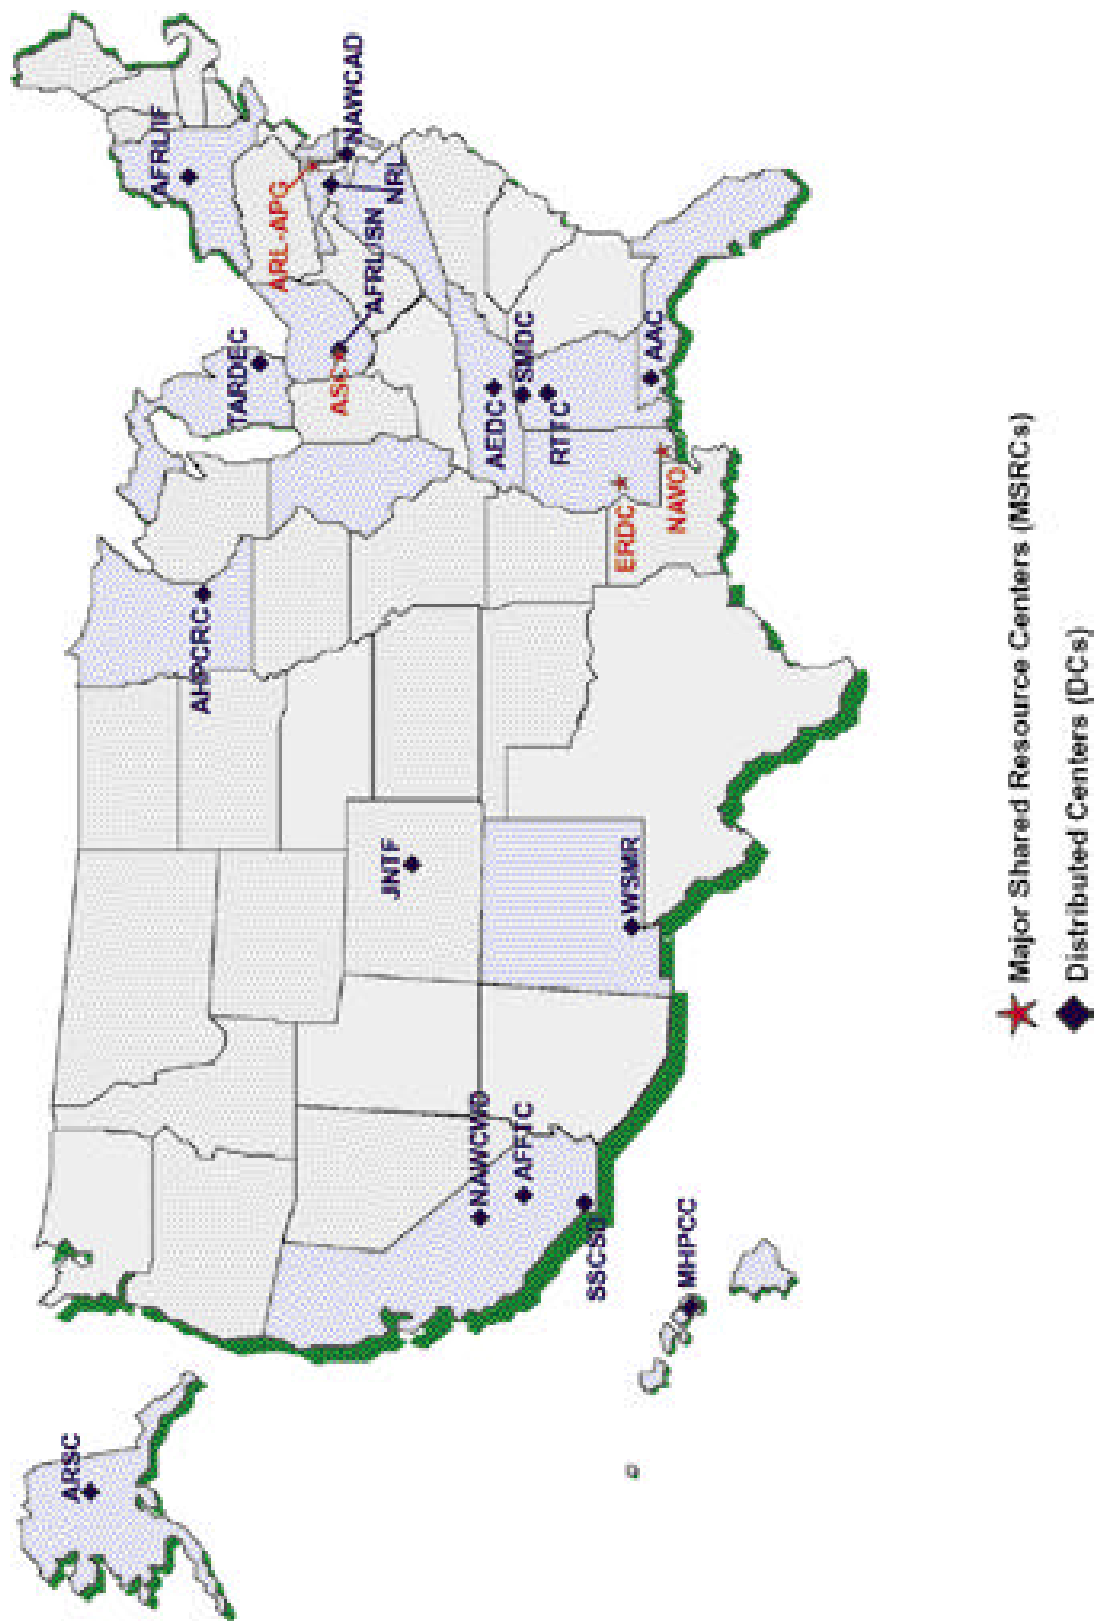 ARSC
AHPCRC
TARDEC
AFRL/IF
ARL-APG
NAWCAD
NRL
ASC
AFRL/SN
JNTF
NAWCWD
AFFTC
SSCSD
AEDC
SMDC
RTTC
WSMR
ERDC
NAVO
AAC
MHPCC
Major Shared Resource Centers (MSRCs)
Distributed Centers (DCs)